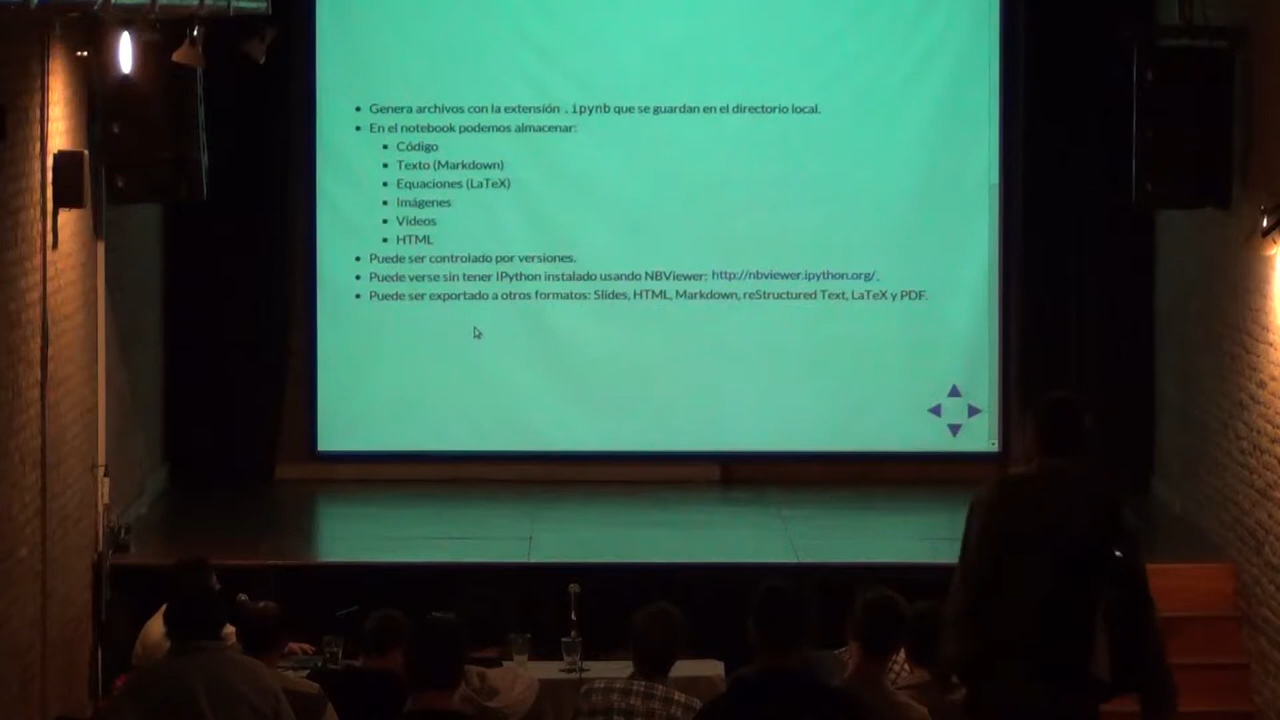 • Genera archivos con la extensión .ipynb que se guardan en el directorio local.
• En el notebook podemos almacenar:
▪ Código
▪ Texto (Markdown)
▪ Equaciones (LaTeX)
▪ Imágenes
▪ Videos
▪ HTML
• Puede ser controlado por versiones.
• Puede verse sin tener IPython instalado usando NBViewer: http://nbviewer.ipython.org/.
• Puede ser exportado a otros formatos: Slides, HTML, Markdown, reStructured Text, LaTeX y PDF.